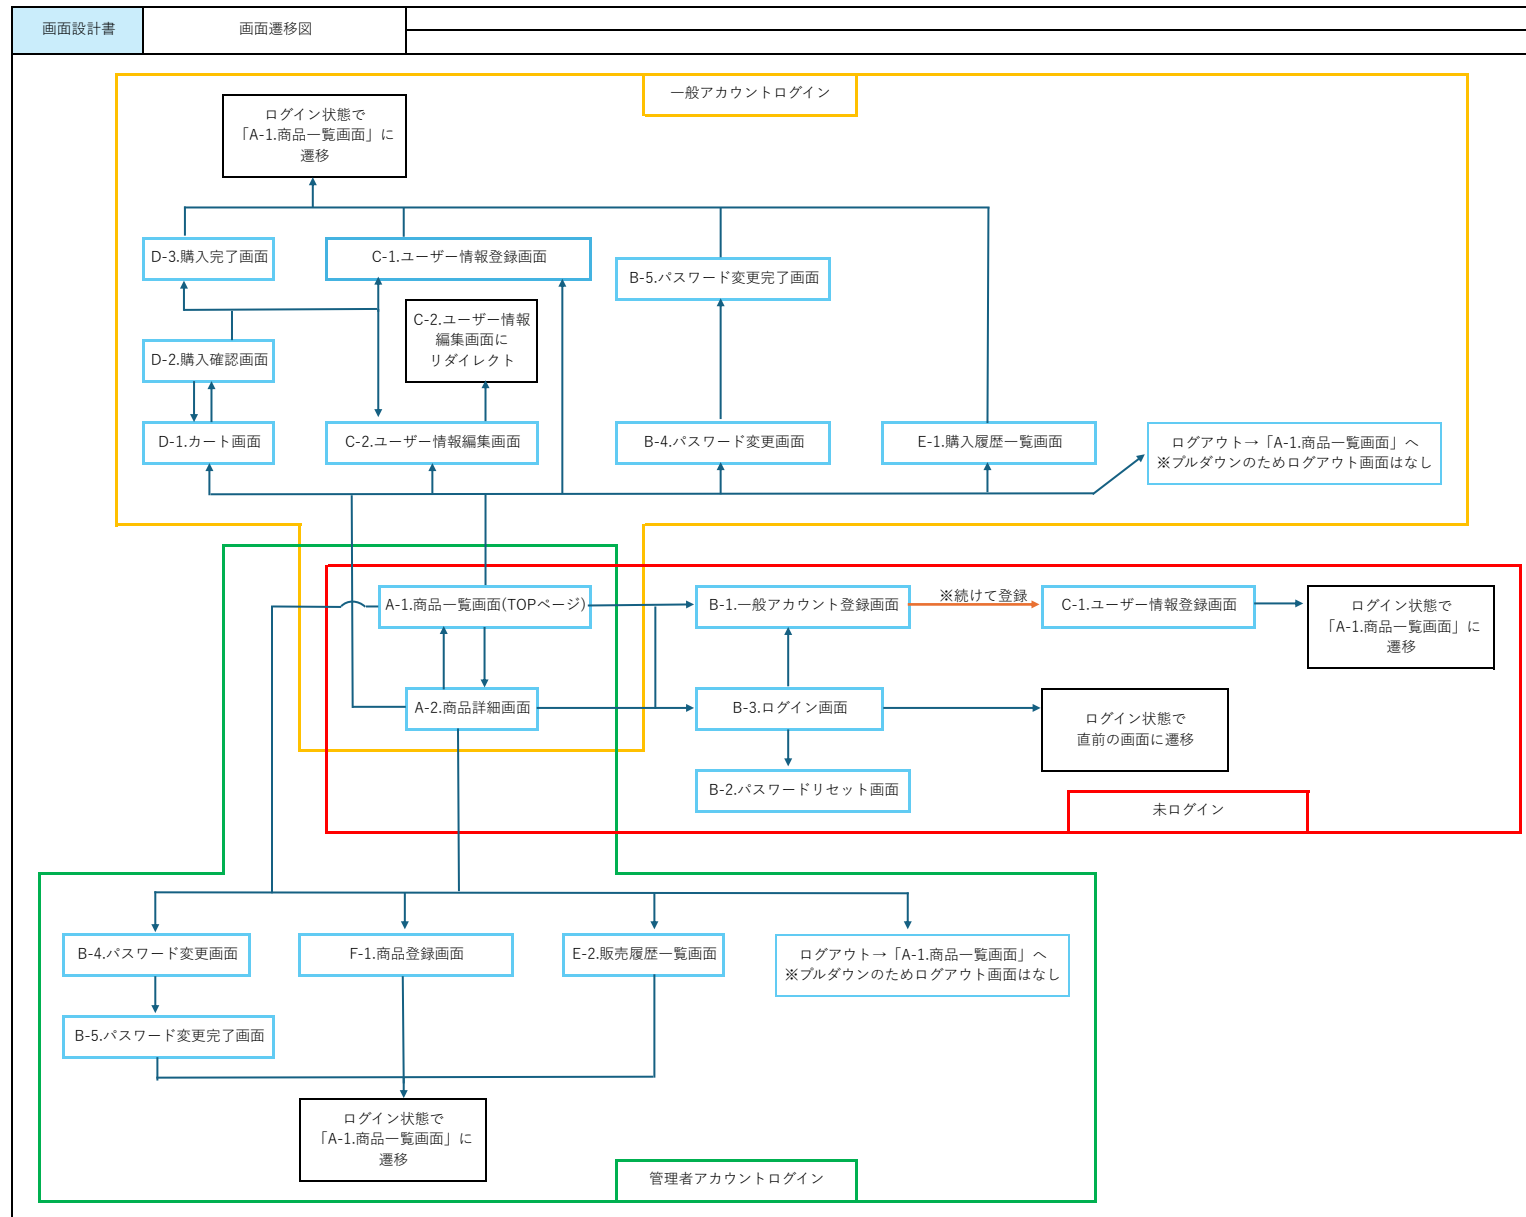 画面設計書
画面遷移図
一般アカウントログイン
ログイン状態で
「A-1.商品一覧画面」に
遷移
D-3.購入完了画面
C-1.ユーザー情報登録画面
B-5.パスワード変更完了画面
C-2.ユーザー情報
編集画面に
リダイレクト
D-2.購入確認画面
D-1.カート画面
C-2.ユーザー情報編集画面
B-4.パスワード変更画面
E-1.購入履歴一覧画面
ログアウト→「A-1.商品一覧画面」へ
※プルダウンのためログアウト画面はなし
A-1.商品一覧画面(TOPページ)
B-1.一般アカウント登録画面
※続けて登録
C-1.ユーザー情報登録画面
ログイン状態で
「A-1.商品一覧画面」に
遷移
A-2.商品詳細画面
B-3.ログイン画面
ログイン状態で
直前の画面に遷移
B-2.パスワードリセット画面
未ログイン
B-4.パスワード変更画面
F-1.商品登録画面
E-2.販売履歴一覧画面
ログアウト→「A-1.商品一覧画面」へ
※プルダウンのためログアウト画面はなし
B-5.パスワード変更完了画面
ログイン状態で
「A-1.商品一覧画面」に
遷移
管理者アカウントログイン